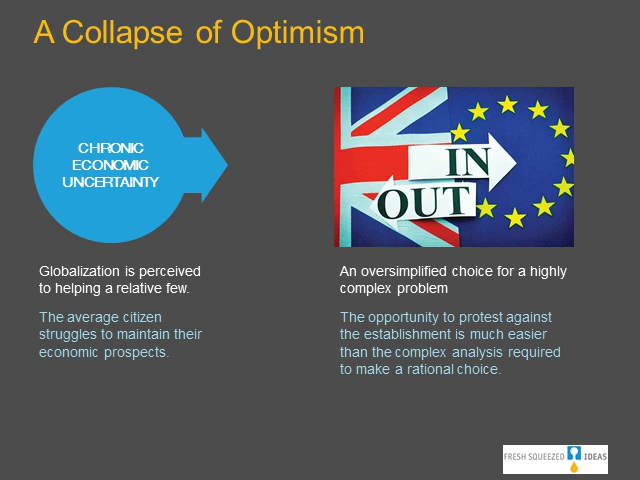 A Collapse of Optimism
CHRONIC
ECONOMIC
UNCERTAINTY
IN
OUT
Globalization is perceived
to helping a relative few.
The average citizen
struggles to maintain their
economic prospects.
An oversimplified choice for a highly
complex problem
The opportunity to protest against
the establishment is much easier
than the complex analysis required
to make a rational choice.
FRESH SQUEEZED IDEAS